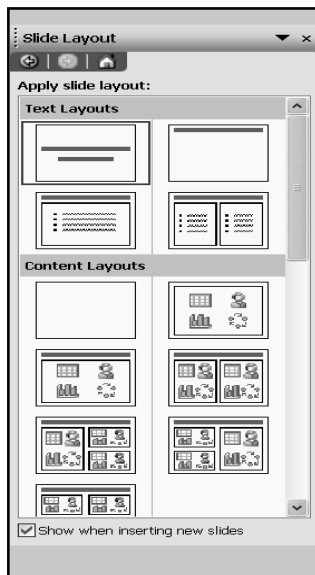 Slide Layout
Apply slide layout:
Text Layouts
Content Layouts
Show when inserting new slides